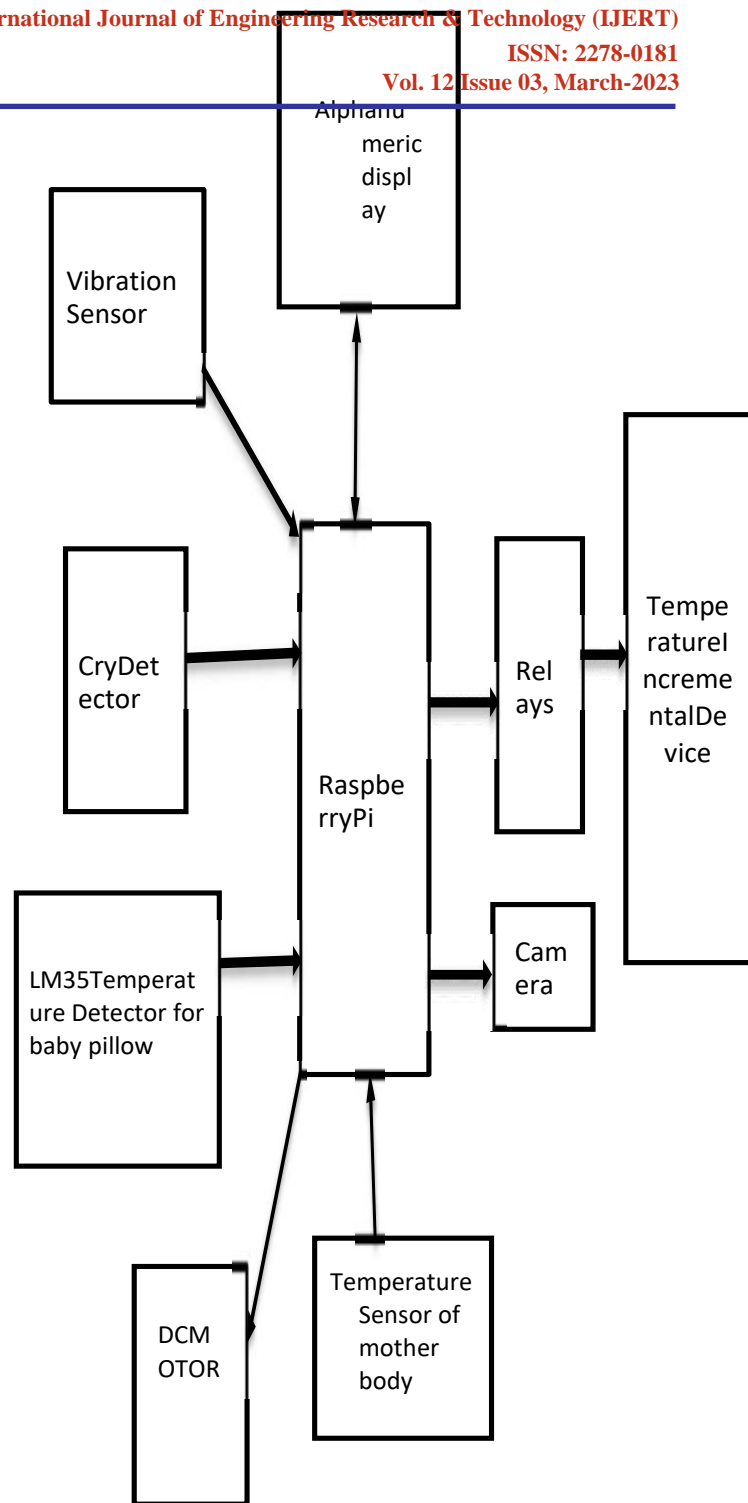 rnational Journal of Engineering Research & Technology (IJERT)
ISSN: 2278-0181
Vol. 12 Issue 03, March-2023
Alphanu
meric
displ
ay
Vibration
Sensor
CryDet
ector
Raspbe
rryPi
Rel
ays
Tempe
ratureI
ncreme
ntalDe
vice
LM35Temperat
ure Detector for
baby pillow
Cam
era
DCM
OTOR
Temperature
Sensor of
mother
body